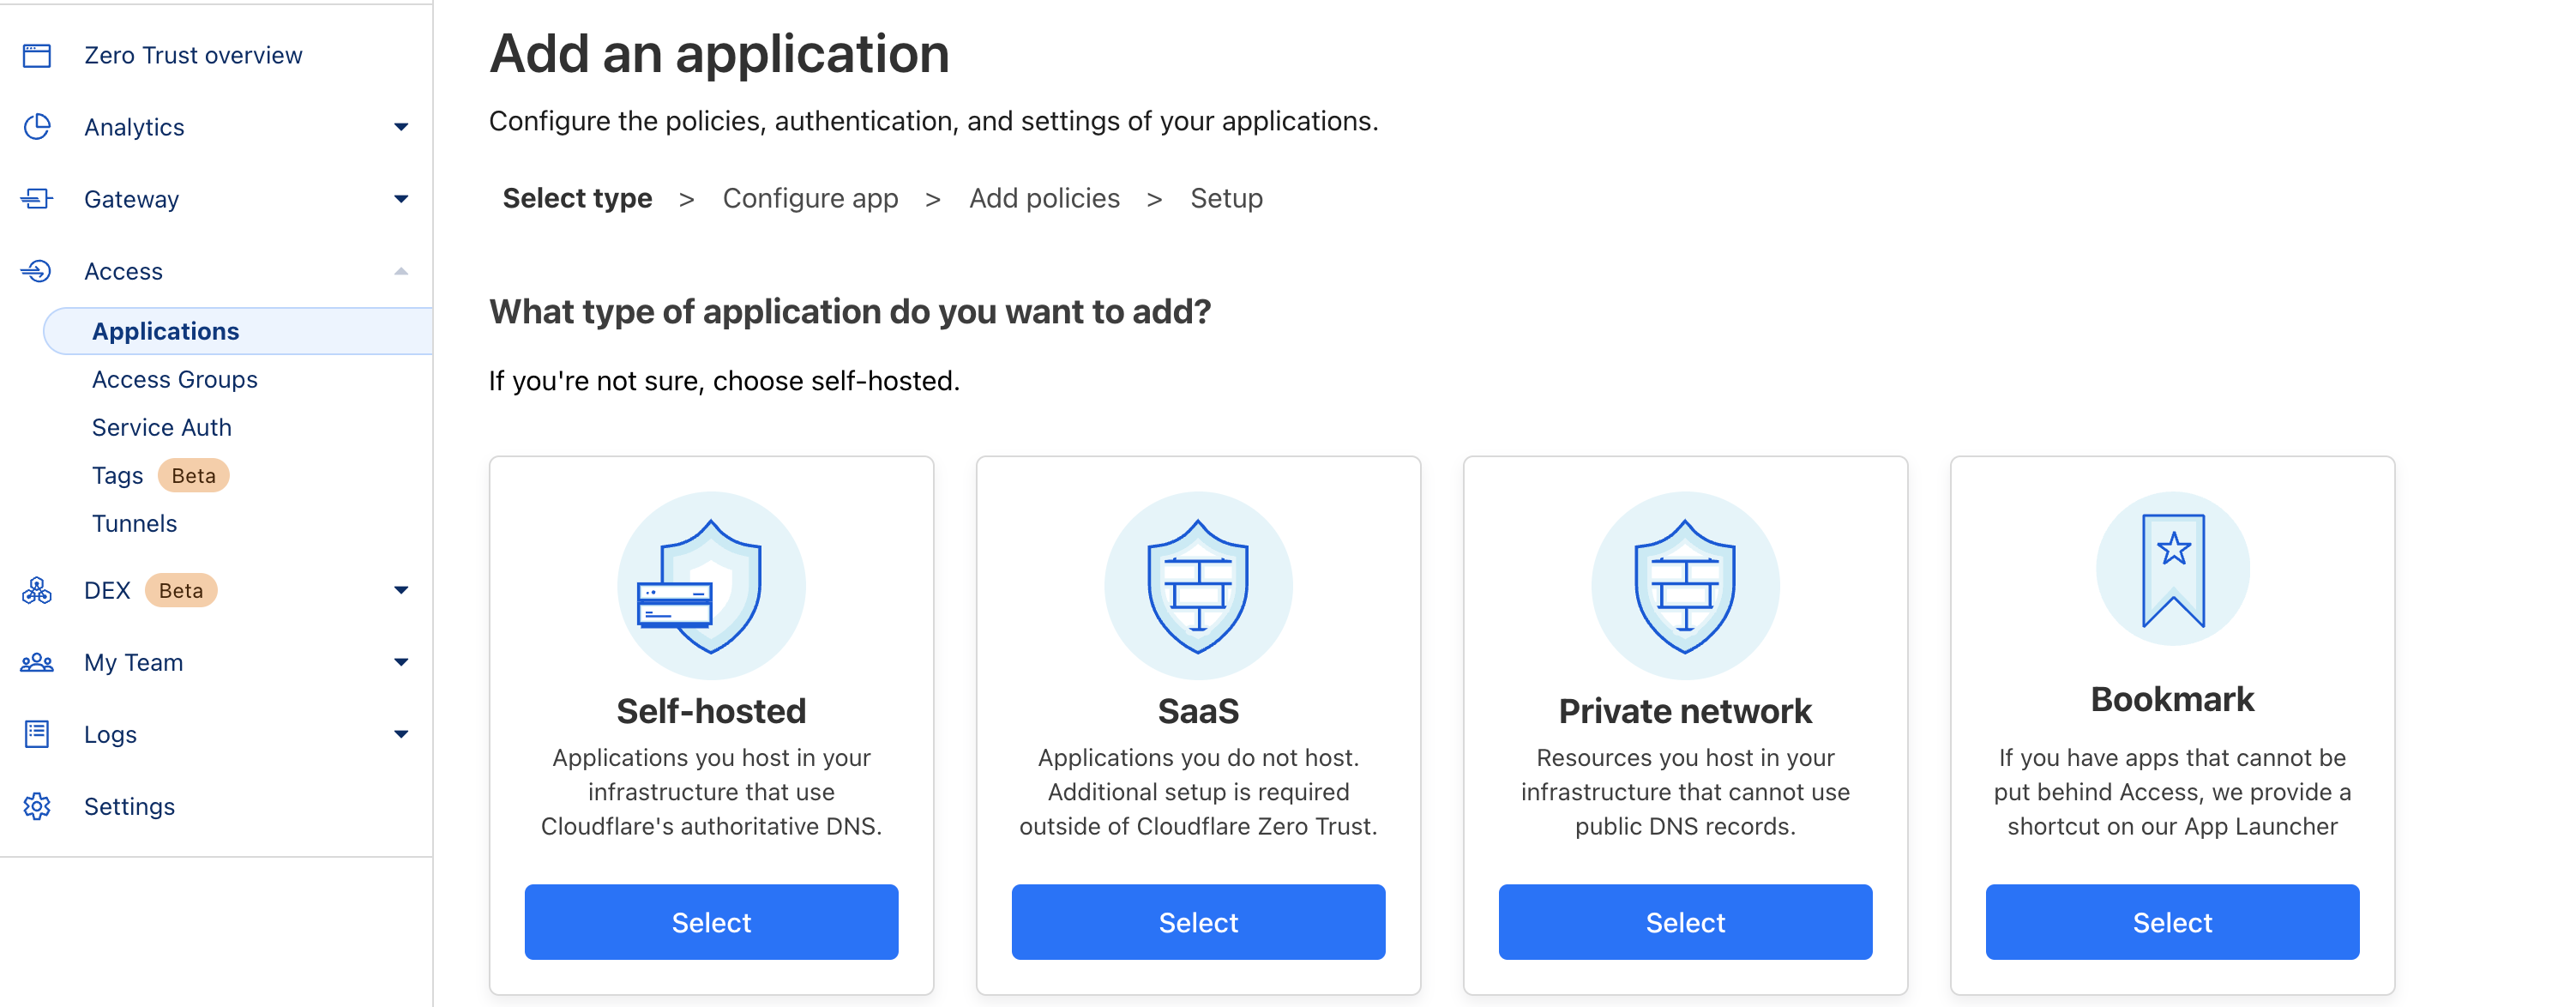 Zero Trust overview
Analytics
Gateway
Access
Applications
Access Groups
Service Auth
Tags Beta
Tunnels
DEX Beta
My Team
Logs
Settings
Add an application
Configure the policies, authentication, and settings of your applications.
Select type > Configure app > Add policies > Setup
What type of application do you want to add?
If you're not sure, choose self-hosted.
Self-hosted
Applications you host in your
infrastructure that use
Cloudflare's authoritative DNS.
Select
SaaS
Applications you do not host.
Additional setup is required
outside of Cloudflare Zero Trust.
Select
Private network
Resources you host in your
infrastructure that cannot use
public DNS records.
Select
Bookmark
If you have apps that cannot be
put behind Access, we provide a
shortcut on our App Launcher
Select